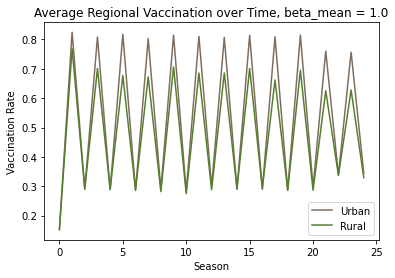 Average Regional Vaccination over Time, beta_mean = 1.0
Vaccination Rate
0.8
0.7
0.6
0.5
0.4
0.3
0.2
Urban
Rural
0
5
10
15
20
25
Season